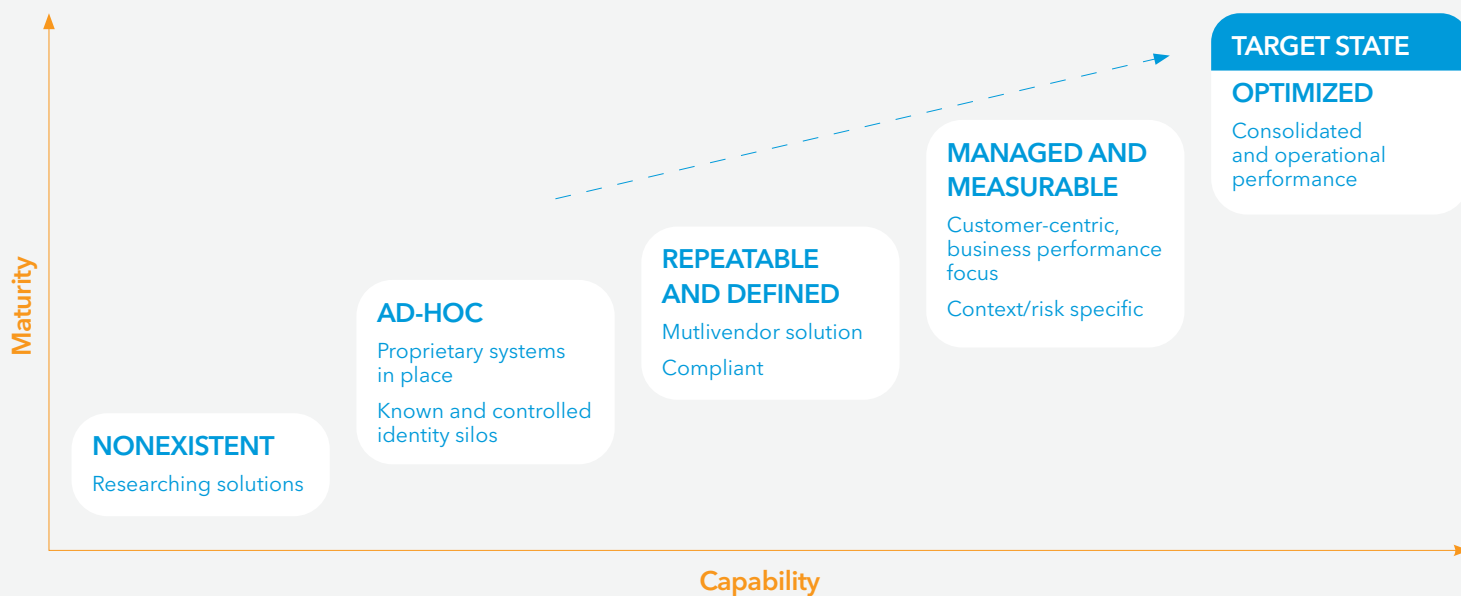 TARGET STATE
OPTIMIZED
Consolidated
and operational
performance
MANAGED AND
MEASURABLE
Customer-centric,
business performance
focus
Context/risk specific
REPEATABLE
AND DEFINED
Mutlivendor solution
Compliant
AD-HOC
Proprietary systems
in place
Known and controlled
identity silos
NONEXISTENT
Researching solutions
Maturity
Capability